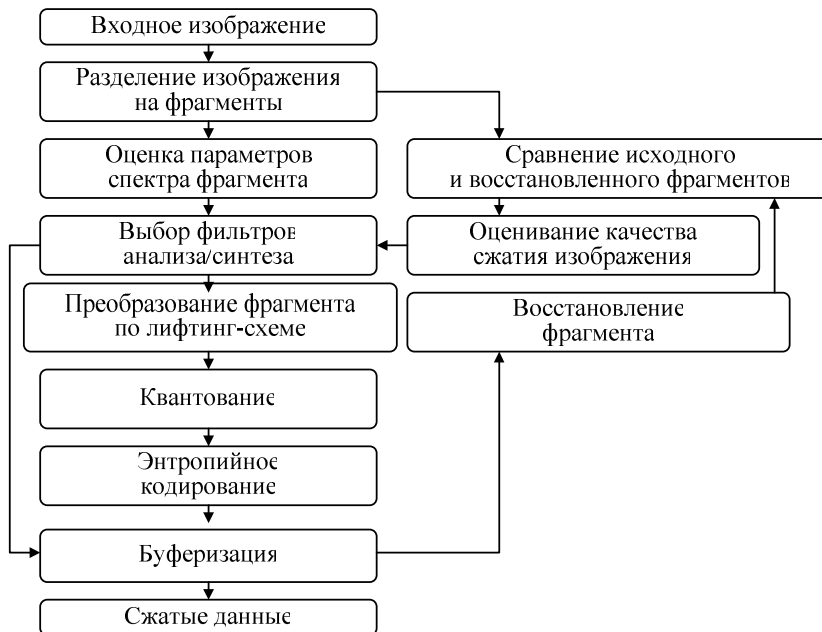 Входное изображение
Разделение изображения
на фрагменты
Оценка параметров
спектра фрагмента
Сравнение исходного
и восстановленного фрагментов
Выбор фильтров
анализа/синтеза
Оценивание качества
сжатия изображения
Преобразование фрагмента
по лифтинг-схеме
Восстановление
фрагмента
Квантование
Энтропийное
кодирование
Буферизация
Сжатые данные